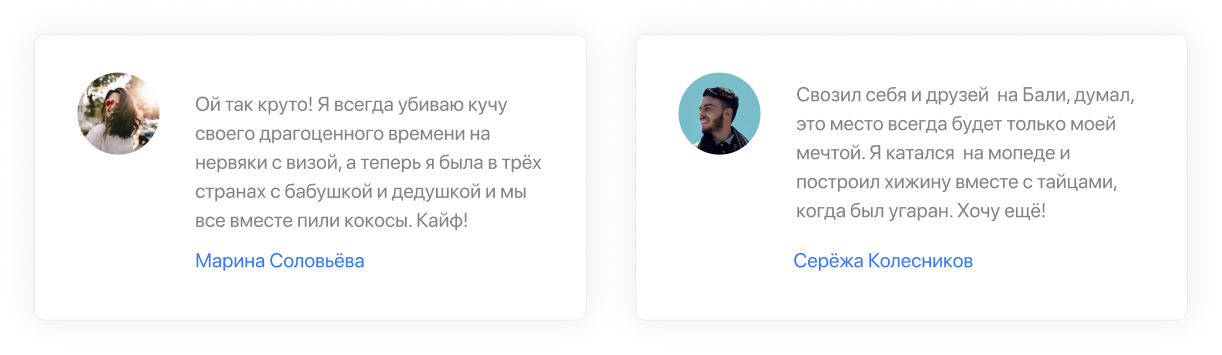 Ой так круто! Я всегда убиваю кучу
своего драгоценного времени на
нервяки с визой, а теперь я была в трёх
странах с бабушкой и дедушкой и мы
все вместе пили кокосы. Кайф!
Марина Соловьёва
Свозил себя и друзей  на Бали, думал,
это место всегда будет только моей
мечтой. Я катался  на мопеде и
построил хижину вместе с тайцами,
когда был угаран. Хочу ещё!
Серёжа Колесников